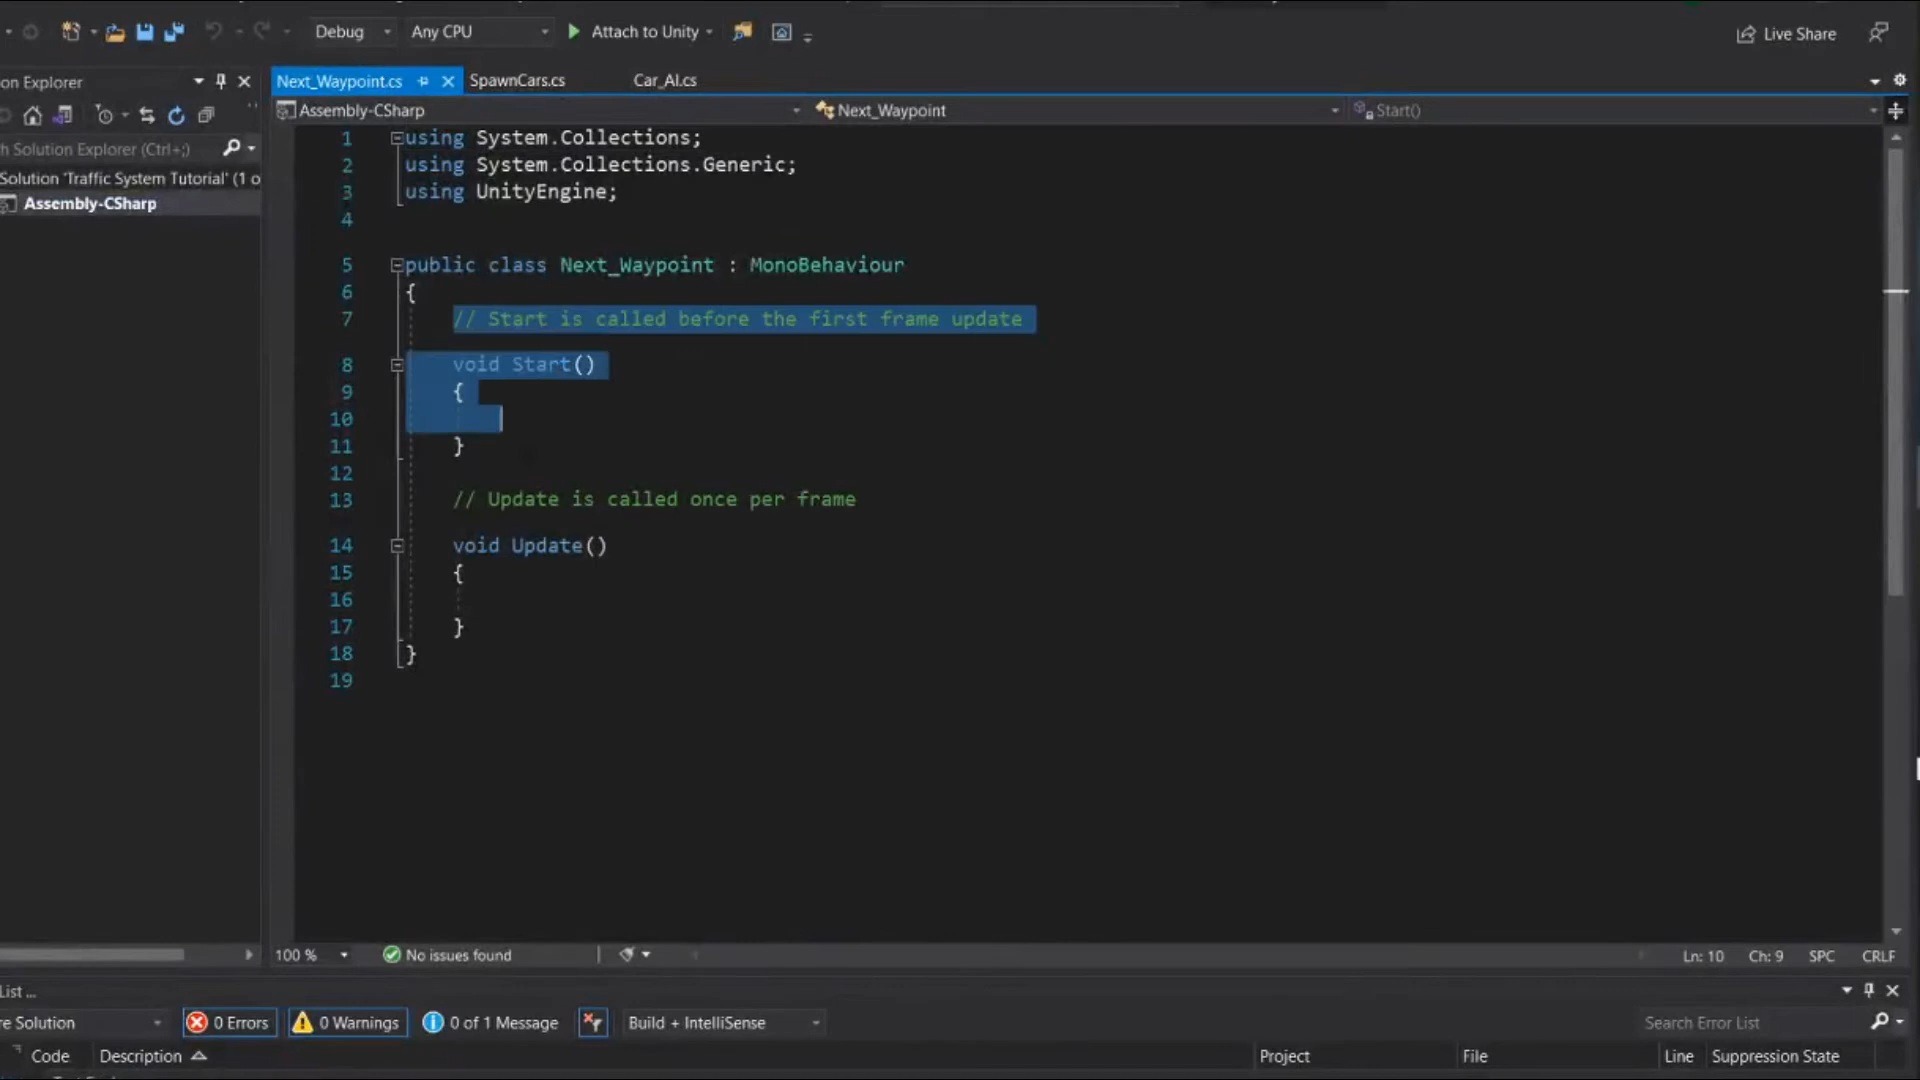 Debug
Any CPU
Attach to Unity
Live Share
on Explorer
Next_Waypoint.cs
SpawnCars.cs
Car_AI.cs
Assembly-CSharp
Next_Waypoint
Start()
h Solution Explorer (Ctrl+;)
Solution 'Traffic System Tutorial' (1 o
Assembly-CSharp
1 using System.Collections;
2 using System.Collections.Generic;
3 using UnityEngine;
4
5 public class Next_Waypoint : MonoBehaviour
6 {
7 // Start is called before the first frame update
8 void Start()
9 {
10
11 }
12
13 // Update is called once per frame
14 void Update()
15 {
16
17 }
18 }
19
100 %
No issues found
Ln: 10 Ch: 9 SPC CRLF
List ...
re Solution
0 Errors
0 Warnings
0 of 1 Message
Build + IntelliSense
Search Error List
Code Description Project File Line Suppression State